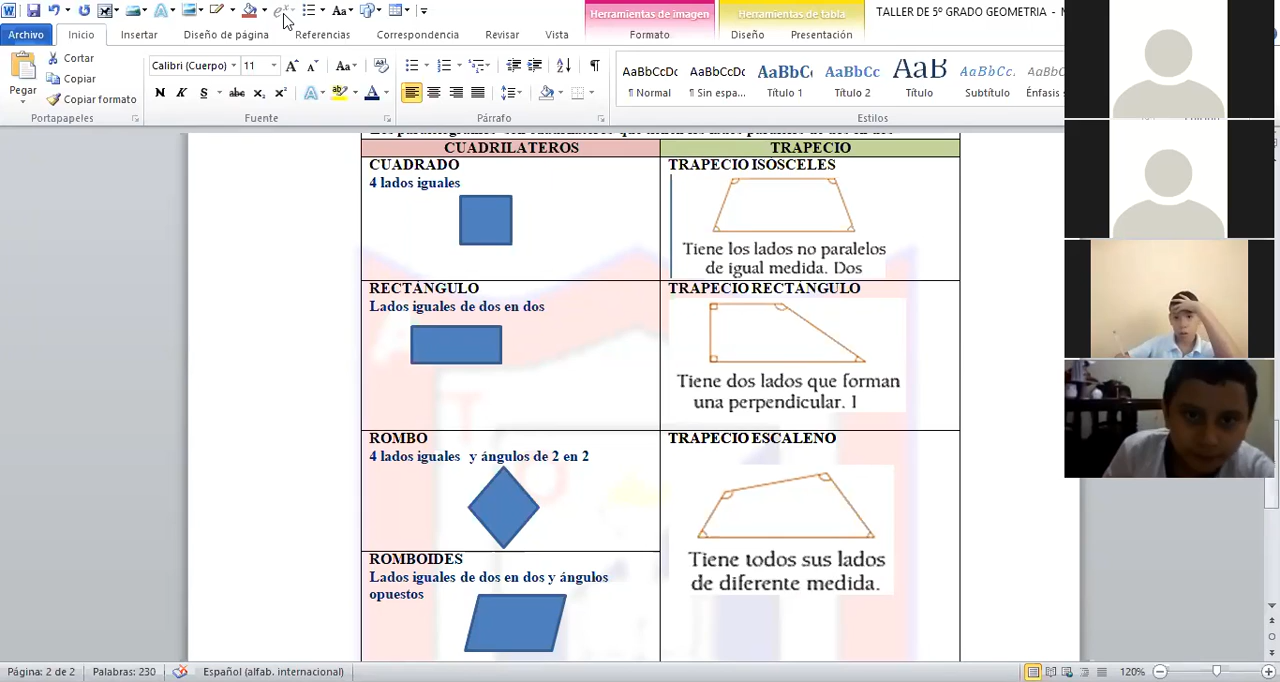 Herramientas de imagen
Herramientas de tabla
TALLER DE 5º GRADO GEOMETRIA -
Archivo
Inicio
Insertar
Diseño de página
Referencias
Correspondencia
Revisar
Vista
Formato
Diseño
Presentación
Pegar
Cortar
Copiar
Copiar formato
Portapapeles
Calibri (Cuerpo)
11
Fuente
Párrafo
AaBbCcDc
¶ Normal
AaBbCcDc
¶ Sin espa...
AaBbC
Título 1
AaBbCc
Título 2
AaB
Título
AaBbCc.
Subtítulo
AaBbCc
Énfasis
Estilos
CUADRILATEROS
TRAPECIO
CUADRADO
4 lados iguales
TRAPECIO ISÓSCELES
Tiene los lados no paralelos
de igual medida. Dos
RECTÁNGULO
Lados iguales de dos en dos
TRAPECIO RECTÁNGULO
Tiene dos lados que forman
una perpendicular.
ROMBO
4 lados iguales y ángulos de 2 en 2
TRAPECIO ESCALENO
Tiene todos sus lados
de diferente medida.
ROMBOIDES
Lados iguales de dos en dos y ángulos
opuestos
Página: 2 de 2
Palabras: 230
Español (alfab. internacional)
120%